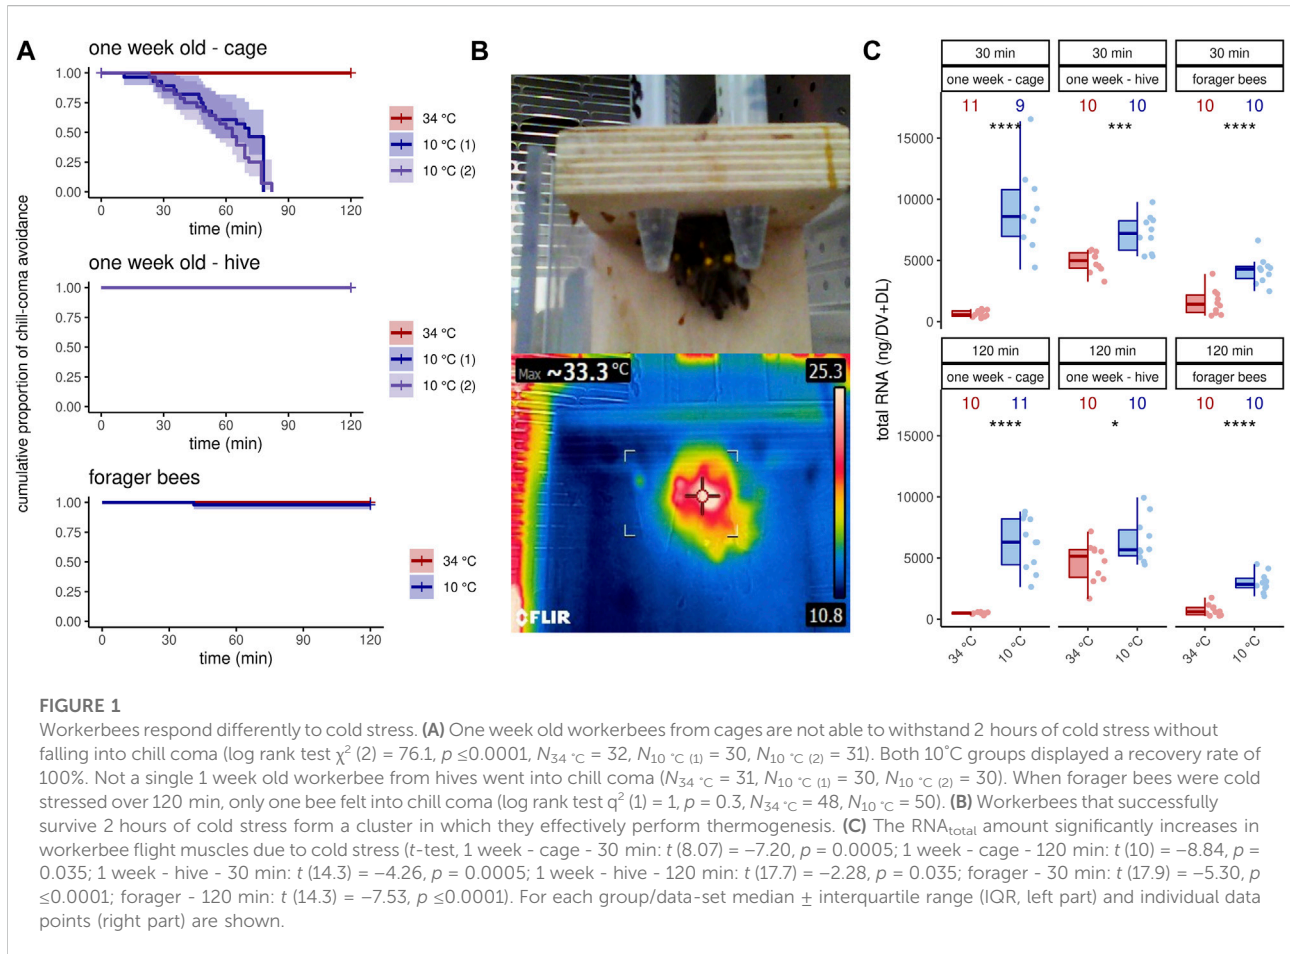 A
one week old - cage
1.00
0.75
0.50
0.25
0.00
0
30
60
90
120
time (min)
34 °C
10 °C (1)
10 °C (2)
one week old - hive
1.00
0.75
0.50
0.25
0.00
0
30
60
90
120
time (min)
34 °C
10 °C (1)
10 °C (2)
forager bees
1.00
0.75
0.50
0.25
0.00
0
30
60
90
120
time (min)
34 °C
10 °C
cumulative proportion of chill-coma avoidance
B
Max ~33.3 °C
25.3
10.8
FLIR
C
30 min
one week - cage
11 9
****
30 min
one week - hive
10 10
***
30 min
forager bees
10 10
****
15000
10000
5000
0
120 min
one week - cage
10 11
****
120 min
one week - hive
10 10
*
120 min
forager bees
10 10
****
15000
10000
5000
0
34 °C
10 °C
34 °C
10 °C
34 °C
10 °C
total RNA (ng/DV+DL)
FIGURE 1
Workerbees respond differently to cold stress. (A) One week old workerbees from cages are not able to withstand 2 hours of cold stress without
falling into chill coma (log rank test χ² (2) = 76.1, p ≤0.0001, N34 °C = 32, N10 °C (1) = 30, N10 °C (2) = 31). Both 10°C groups displayed a recovery rate of
100%. Not a single 1 week old workerbee from hives went into chill coma (N34 °C = 31, N10 °C (1) = 30, N10 °C (2) = 30). When forager bees were cold
stressed over 120 min, only one bee felt into chill coma (log rank test q² (1) = 1, p = 0.3, N34 °C = 48, N10 °C = 50). (B) Workerbees that successfully
survive 2 hours of cold stress form a cluster in which they effectively perform thermogenesis. (C) The RNAtotal amount significantly increases in
workerbee flight muscles due to cold stress (t-test, 1 week - cage - 30 min: t (8.07) = −7.20, p = 0.0005; 1 week - cage - 120 min: t (10) = −8.84, p =
0.035; 1 week - hive - 30 min: t (14.3) = −4.26, p = 0.0005; 1 week - hive - 120 min: t (17.7) = −2.28, p = 0.035; forager - 30 min: t (17.9) = −5.30, p
≤0.0001; forager - 120 min: t (14.3) = −7.53, p ≤0.0001). For each group/data-set median ± interquartile range (IQR, left part) and individual data
points (right part) are shown.